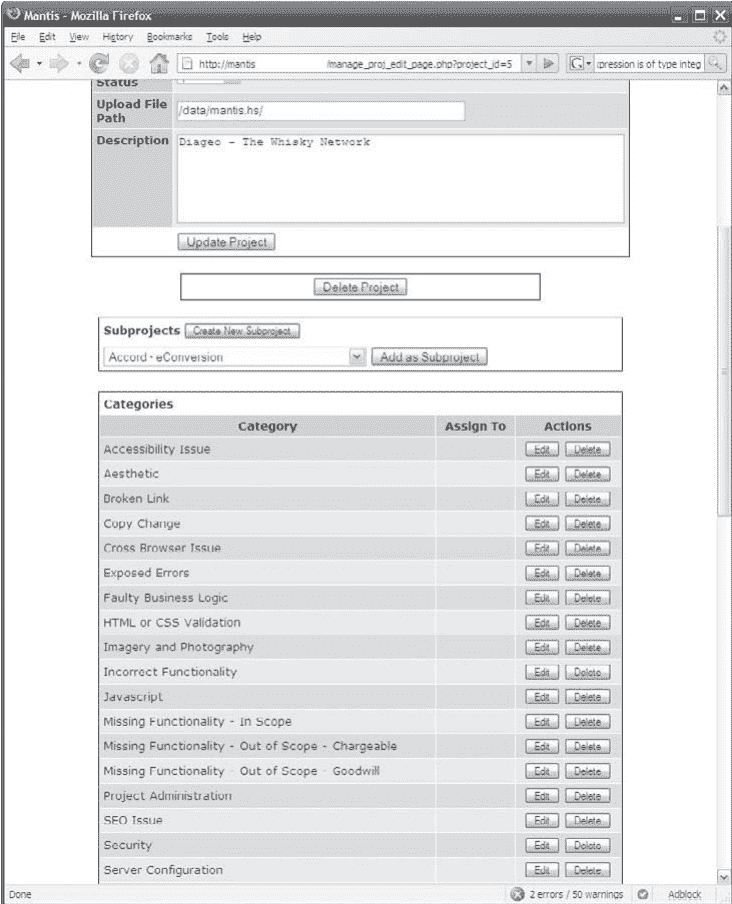 Mantis - Mozilla Firefox
File Edit View History Bookmarks Tools Help
http://mantis /manage_proj_edit_page.php?project_id=5 pression is of type integ
Status
Upload File Path /data/mantis.hs/
Description Diageo - The Whisky Network
Update Project
Delete Project
Subprojects Create New Subproject
Accord - eConversion Add as Subproject
Categories
Category Assign To Actions
Accessibility Issue Edit Delete
Aesthetic Edit Delete
Broken Link Edit Delete
Copy Change Edit Delete
Cross Browser Issue Edit Delete
Exposed Errors Edit Delete
Faulty Business Logic Edit Delete
HTML or CSS Validation Edit Delete
Imagery and Photography Edit Delete
Incorrect Functionality Edit Delete
Javascript Edit Delete
Missing Functionality - In Scope Edit Delete
Missing Functionality - Out of Scope - Chargeable Edit Delete
Missing Functionality - Out of Scope - Goodwill Edit Delete
Project Administration Edit Delete
SEO Issue Edit Delete
Security Edit Delete
Server Configuration Edit Delete
Done 2 errors / 50 warnings Adblock